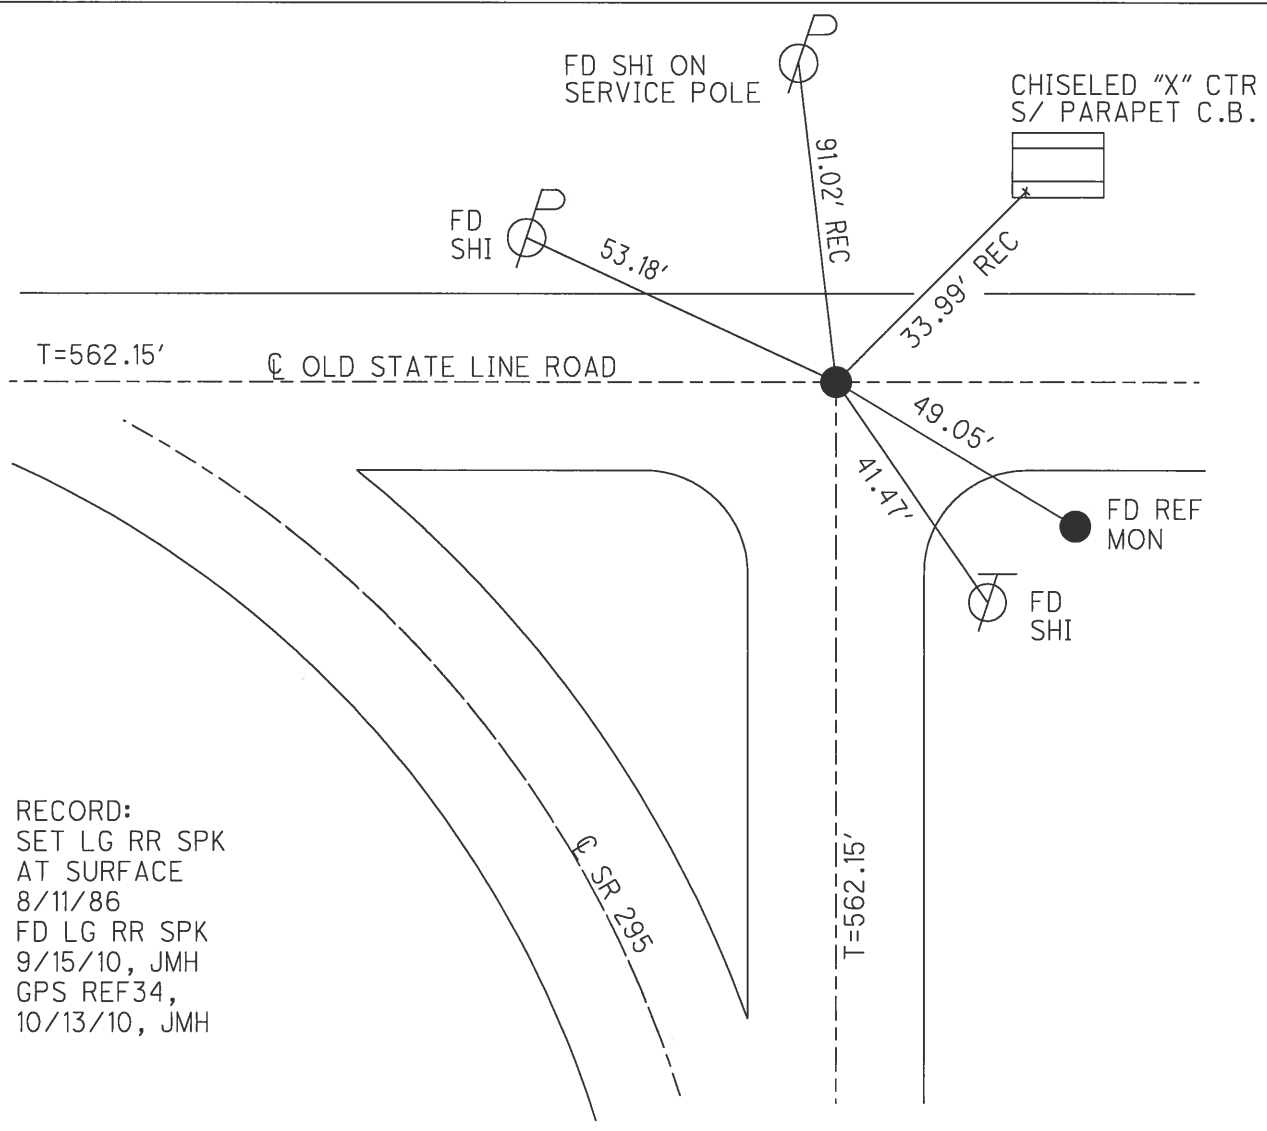 FD SHI ON
SERVICE POLE
CHISELED "X" CTR
S/ PARAPET C.B.
91.02' REC
FD
SHI
53.18'
33.99' REC
T=562.15'
℄ OLD STATE LINE ROAD
49.05'
41.47'
FD REF
MON
FD
SHI
RECORD:
SET LG RR SPK
AT SURFACE
8/11/86
FD LG RR SPK
9/15/10, JMH
GPS REF34,
10/13/10, JMH
℄ SR 295
T=562.15'